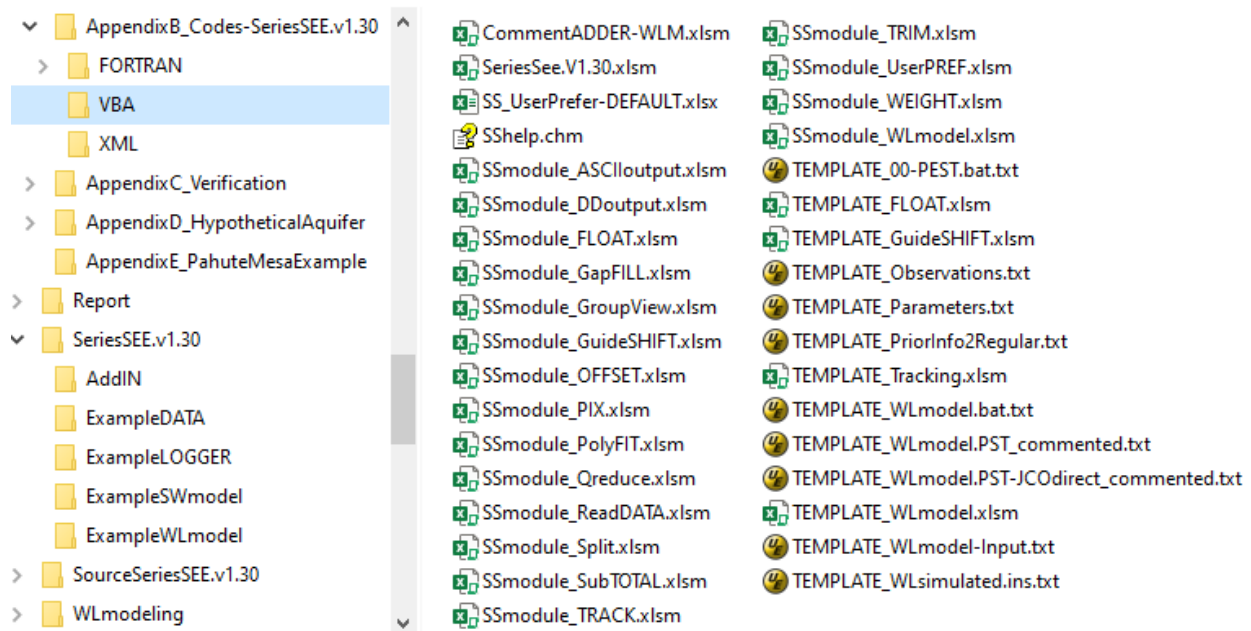 AppendixB_Codes-SeriesSEE.v1.30
FORTRAN
VBA
XML
AppendixC_Verification
AppendixD_HypotheticalAquifer
AppendixE_PahuteMesaExample
Report
SeriesSEE.v1.30
AddIN
ExampleDATA
ExampleLOGGER
ExampleSWmodel
ExampleWLmodel
SourceSeriesSEE.v1.30
WLmodeling
CommentADDER-WLM.xlsm
SeriesSee.V1.30.xlsm
SS_UserPrefer-DEFAULT.xlsx
SShelp.chm
SSmodule_ASCIIoutput.xlsm
SSmodule_DDoutput.xlsm
SSmodule_FLOAT.xlsm
SSmodule_GapFILL.xlsm
SSmodule_GroupView.xlsm
SSmodule_GuideSHIFT.xlsm
SSmodule_OFFSET.xlsm
SSmodule_PIX.xlsm
SSmodule_PolyFIT.xlsm
SSmodule_Qreduce.xlsm
SSmodule_ReadDATA.xlsm
SSmodule_Split.xlsm
SSmodule_SubTOTAL.xlsm
SSmodule_TRACK.xlsm
SSmodule_TRIM.xlsm
SSmodule_UserPREF.xlsm
SSmodule_WEIGHT.xlsm
SSmodule_WLmodel.xlsm
TEMPLATE_00-PEST.bat.txt
TEMPLATE_FLOAT.xlsm
TEMPLATE_GuideSHIFT.xlsm
TEMPLATE_Observations.txt
TEMPLATE_Parameters.txt
TEMPLATE_PriorInfo2Regular.txt
TEMPLATE_Tracking.xlsm
TEMPLATE_WLmodel.bat.txt
TEMPLATE_WLmodel.PST_commented.txt
TEMPLATE_WLmodel.PST-JCOdirect_commented.txt
TEMPLATE_WLmodel.xlsm
TEMPLATE_WLmodel-Input.txt
TEMPLATE_WLsimulated.ins.txt